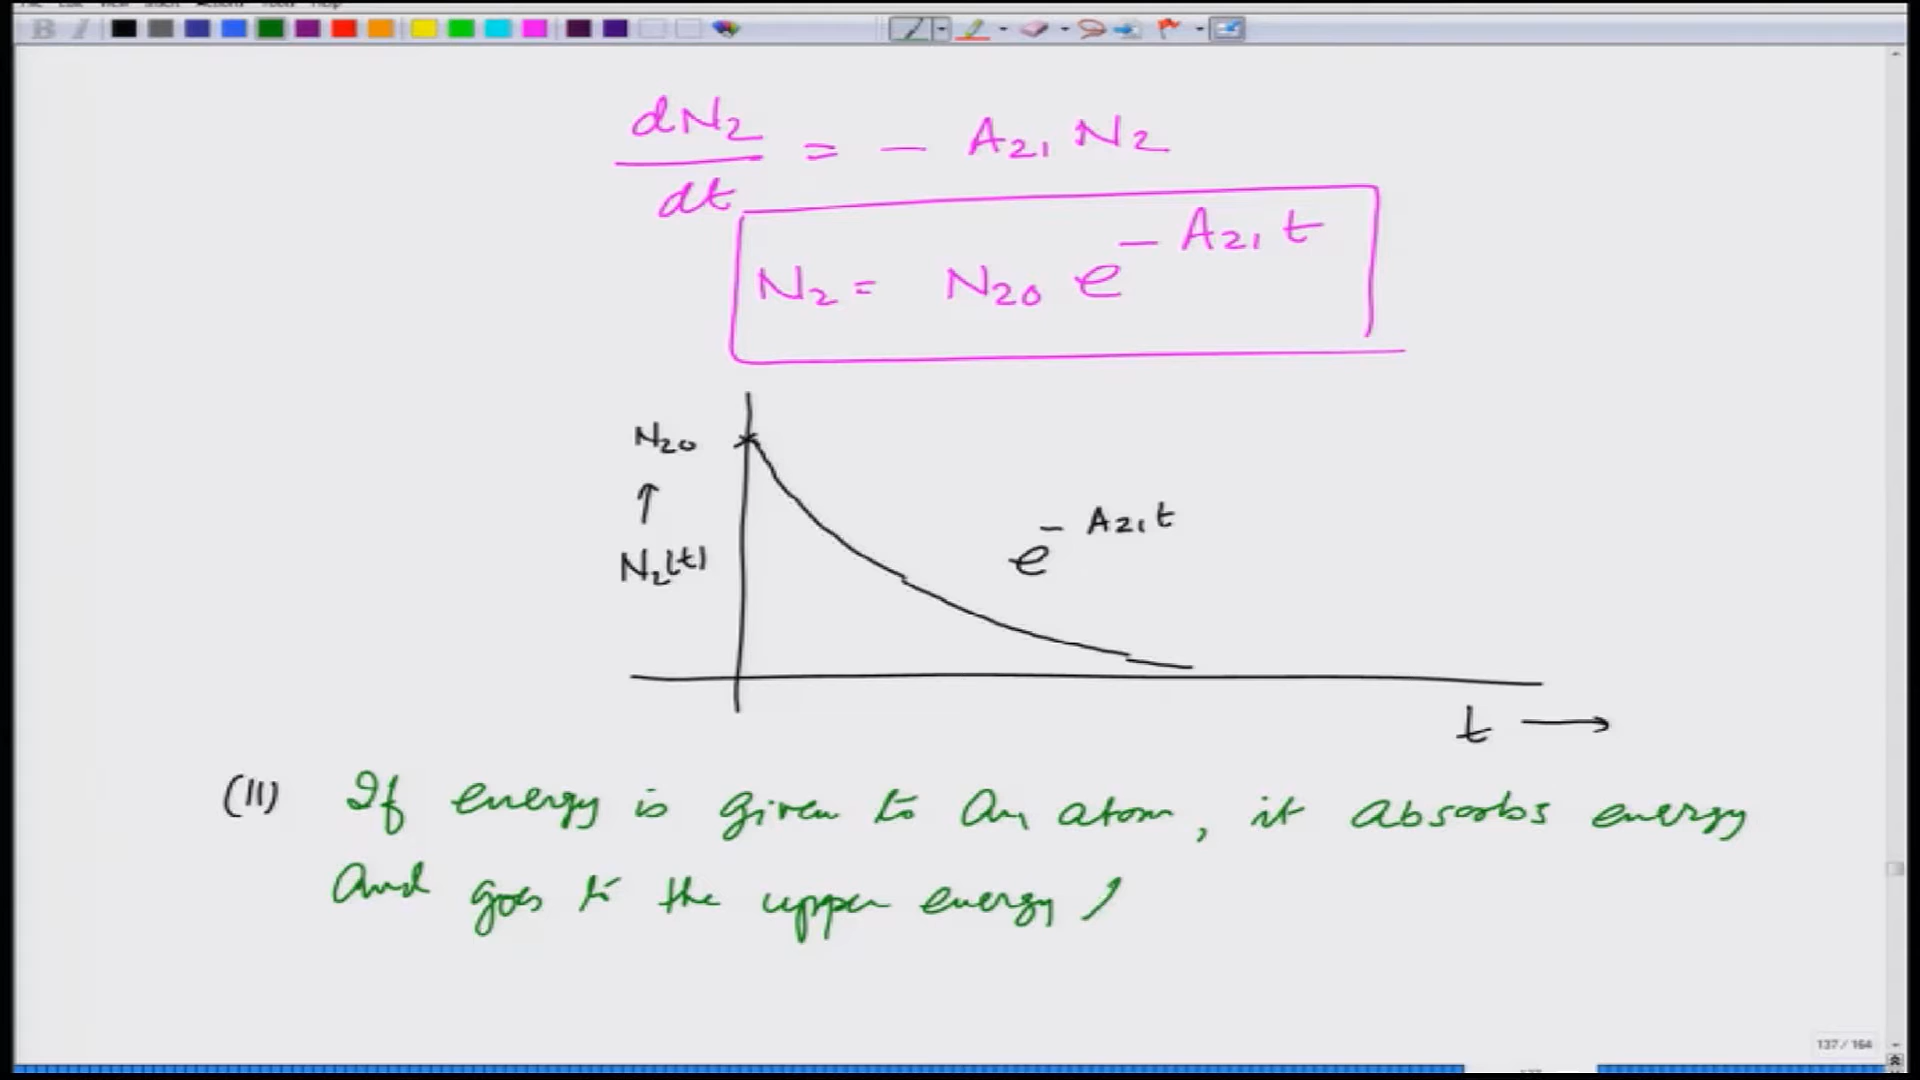 dN₂
dt
= - A₂₁ N₂
N₂ = N₂₀ e^(- A₂₁ t)
N₂₀
↑
N₂(t)
e^(- A₂₁ t)
t →
(II) If energy is given to an atom, it absorbs energy
and goes to the upper energy
137 / 164